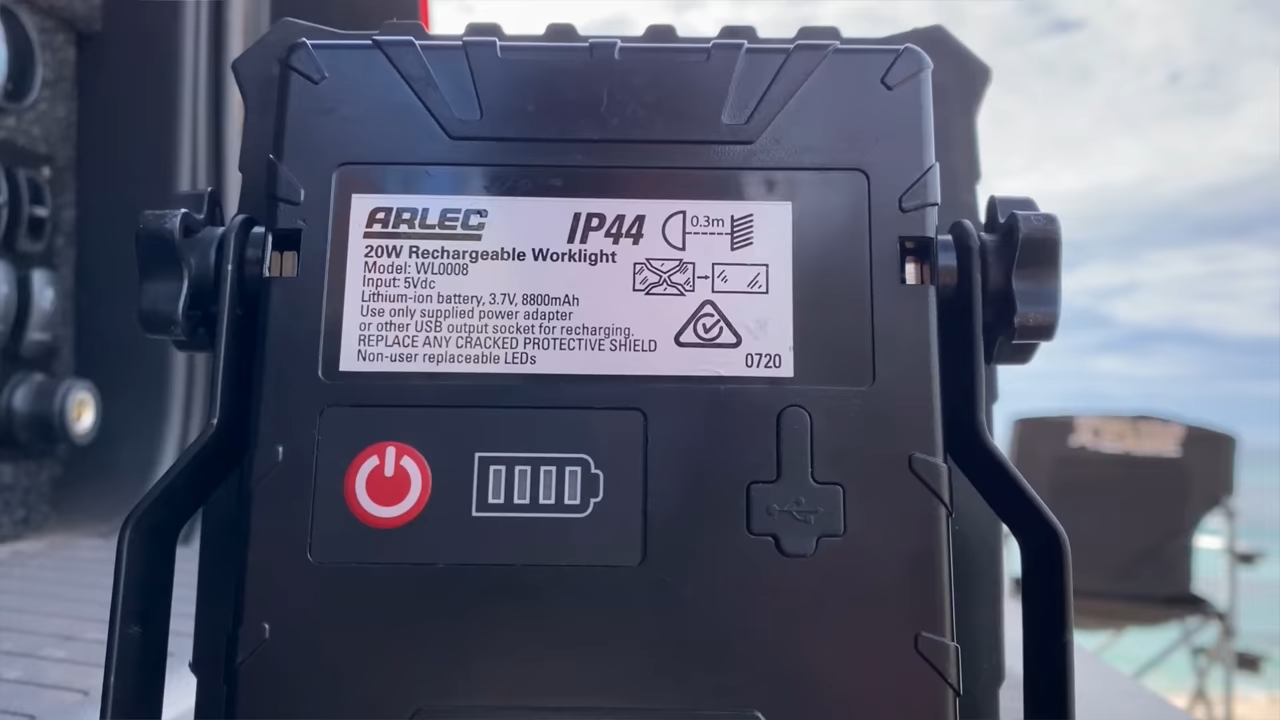 ARLEC
IP44
0.3m
20W Rechargeable Worklight
Model: WL0008
Input: 5Vdc
Lithium-ion battery, 3.7V, 8800mAh
Use only supplied power adapter
or other USB output socket for recharging.
REPLACE ANY CRACKED PROTECTIVE SHIELD
Non-user replaceable LEDs
0720